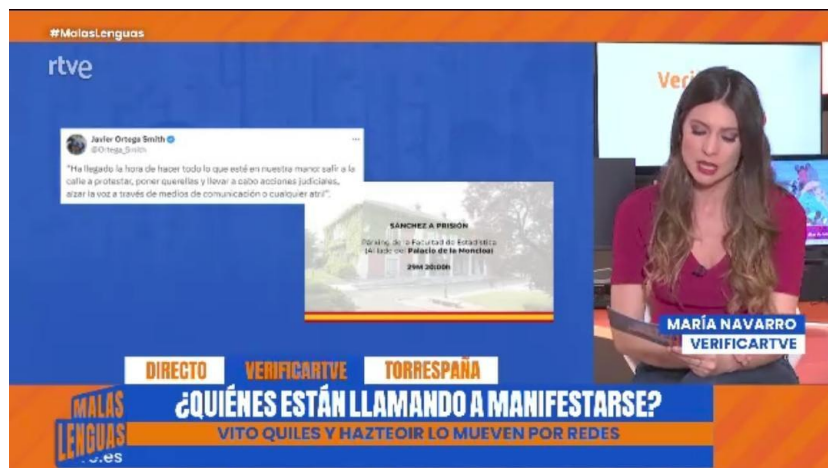 #MalasLenguas
rtve
Javier Ortega Smith
@Ortega_Smith
"Ha llegado la hora de hacer todo lo que esté en nuestra mano: salir a la
calle a protestar, poner querellas y llevar a cabo acciones judiciales,
alzar la voz a través de medios de comunicación o cualquier atril".
SÁNCHEZ A PRISIÓN
Parking de la Facultad de Estadística
(Al lado del Palacio de la Moncloa)
29M 20:00h
MARÍA NAVARRO
VERIFICARTVE
DIRECTO
VERIFICARTVE
TORRESPAÑA
MALAS
LENGUAS
¿QUIÉNES ESTÁN LLAMANDO A MANIFESTARSE?
VITO QUILES Y HAZTEOIR LO MUEVEN POR REDES